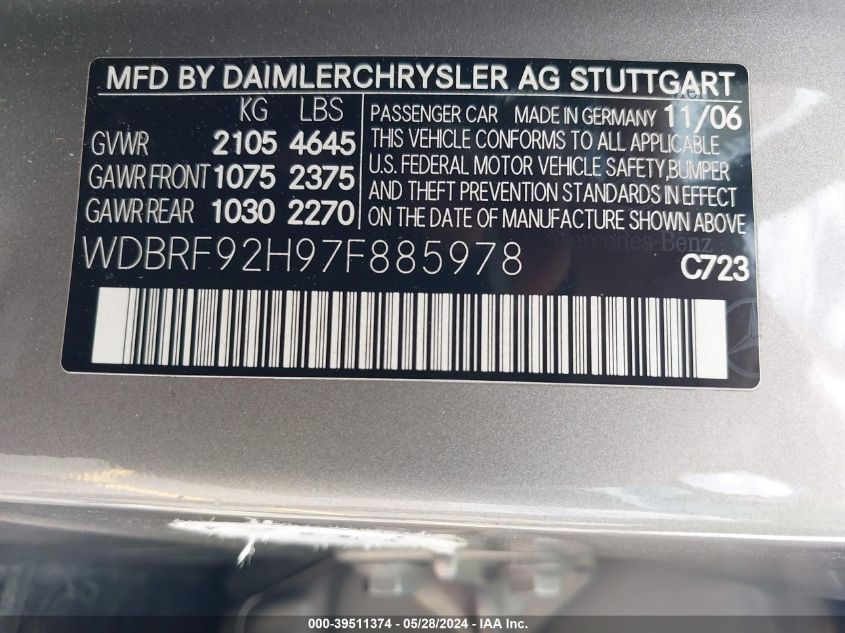 MFD BY DAIMLERCHRYSLER AG STUTTGART
KG LBS
GVWR 2105 4645
GAWR FRONT 1075 2375
GAWR REAR 1030 2270
PASSENGER CAR MADE IN GERMANY 11/06
THIS VEHICLE CONFORMS TO ALL APPLICABLE
U.S. FEDERAL MOTOR VEHICLE SAFETY,BUMPER
AND THEFT PREVENTION STANDARDS IN EFFECT
ON THE DATE OF MANUFACTURE SHOWN ABOVE.
Mercedes-Benz
WDBRF92H97F885978
C723
000-39511374 | 05/28/2024 - IAA Inc.